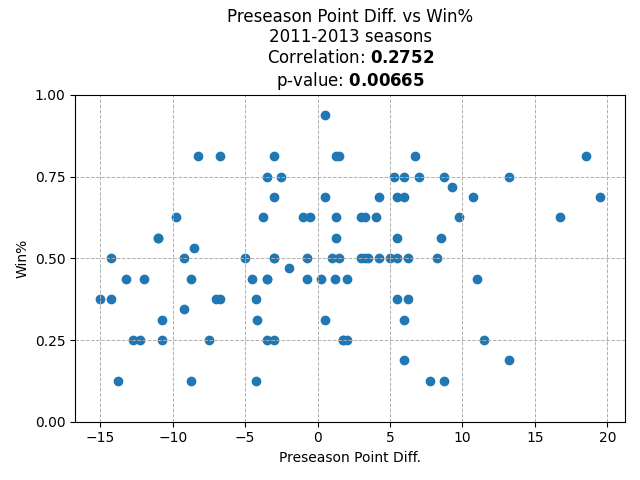 Preseason Point Diff. vs Win%
2011-2013 seasons
Correlation: 0.2752
p-value: 0.00665
1.00
0.75
0.50
0.25
0.00
Win%
−15 −10 −5 0 5 10 15 20
Preseason Point Diff.